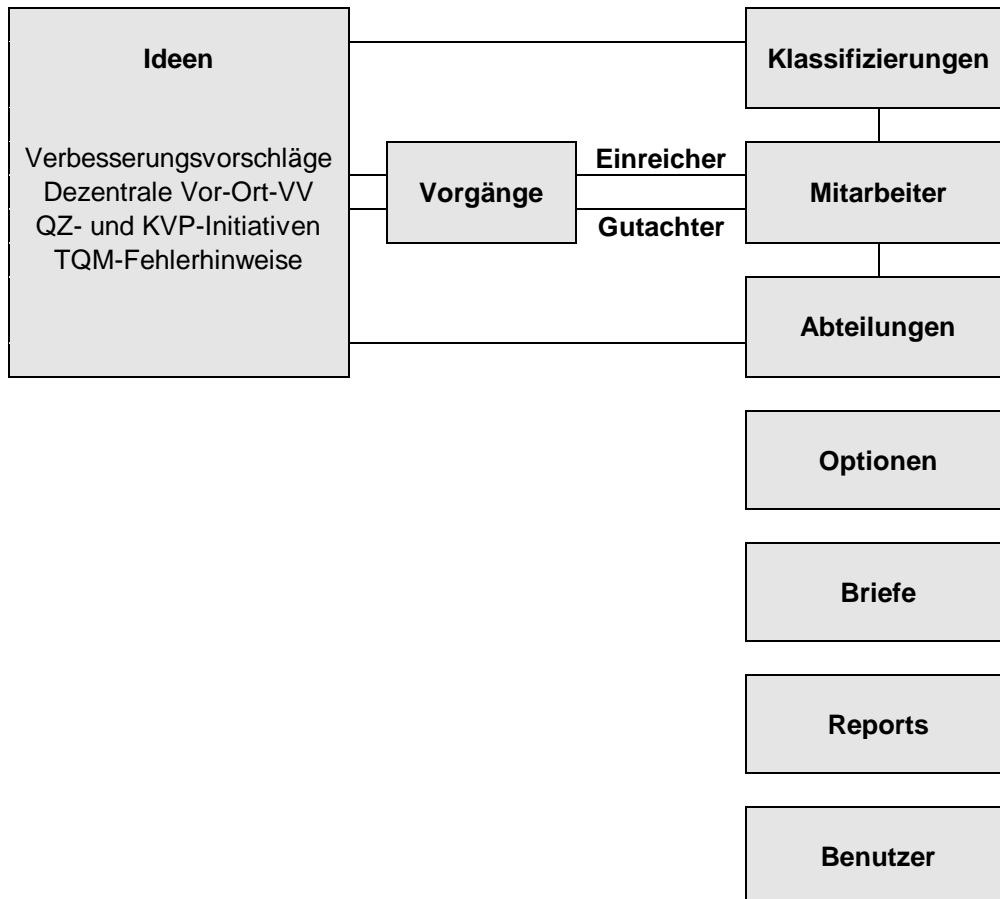 Ideen
Verbesserungsvorschläge
Dezentrale Vor-Ort-VV
QZ- und KVP-Initiativen
TQM-Fehlerhinweise
Vorgänge
Einreicher
Gutachter
Klassifizierungen
Mitarbeiter
Abteilungen
Optionen
Briefe
Reports
Benutzer